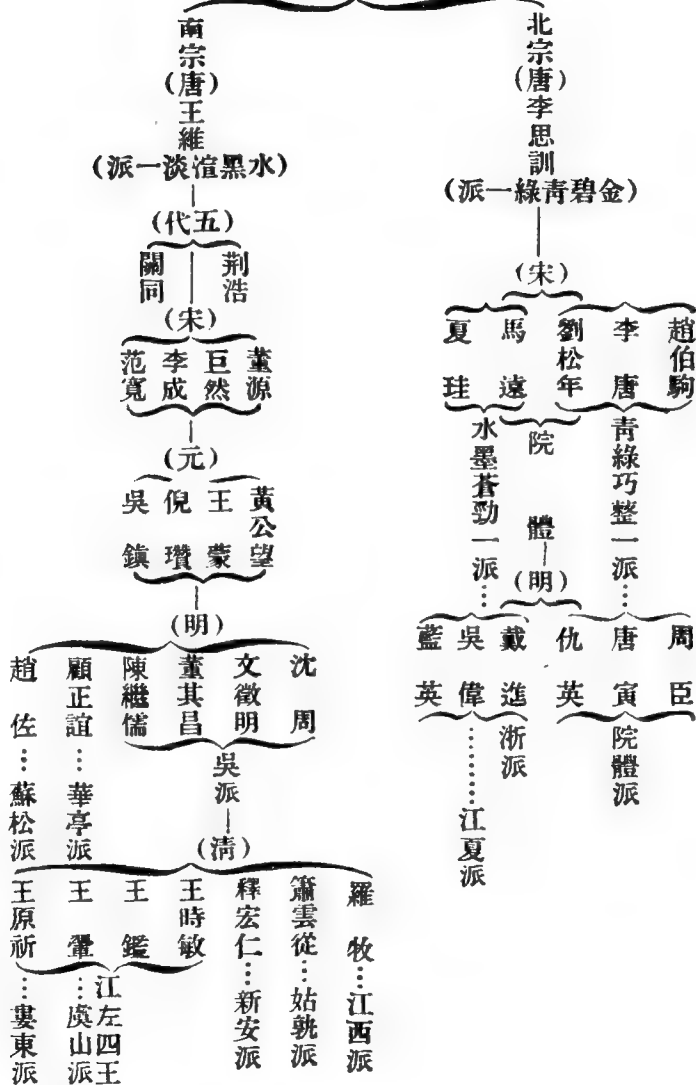 北宗(唐)李思訓
(金碧青綠一派)
(宋)
趙伯駒
李唐
劉松年
馬遠
夏珪
青綠巧整一派
院體
水墨蒼勁一派
(明)
周臣
唐寅
仇英
戴進
吳偉
藍英
院體派
浙派
江夏派
南宗(唐)王維
(水黑渲淡一派)
(五代)
荆浩
關同
(宋)
董源
巨然
李成
范寬
(元)
黃公望
王蒙
倪瓚
吳鎮
(明)
沈周
文徵明
董其昌
陳繼儒
顧正誼…華亭派
趙佐…蘇松派
吳派
(清)
羅牧…江西派
簫雲從…姑孰派
釋宏仁…新安派
王時敏
王鑑
王翬…虞山派
王原祈…婁東派
江左四王